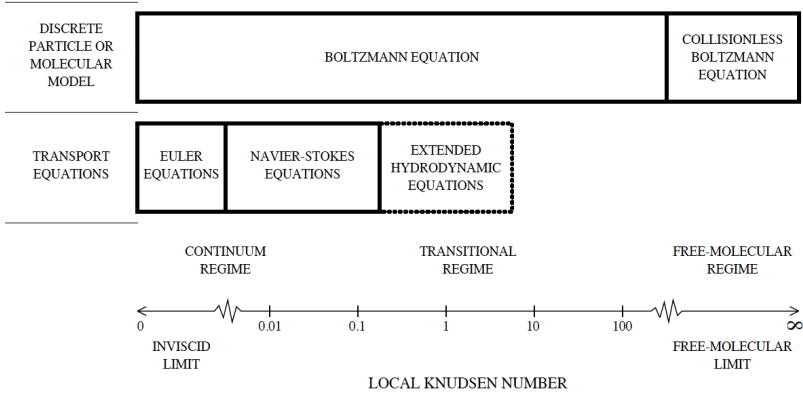 DISCRETE
PARTICLE OR
MOLECULAR
MODEL
BOLTZMANN EQUATION
COLLISIONLESS
BOLTZMANN
EQUATION
TRANSPORT
EQUATIONS
EULER
EQUATIONS
NAVIER-STOKES
EQUATIONS
EXTENDED
HYDRODYNAMIC
EQUATIONS
CONTINUUM
REGIME
TRANSITIONAL
REGIME
FREE-MOLECULAR
REGIME
0 0.01 0.1 1 10 100 ∞
INVISCID
LIMIT
FREE-MOLECULAR
LIMIT
LOCAL KNUDSEN NUMBER